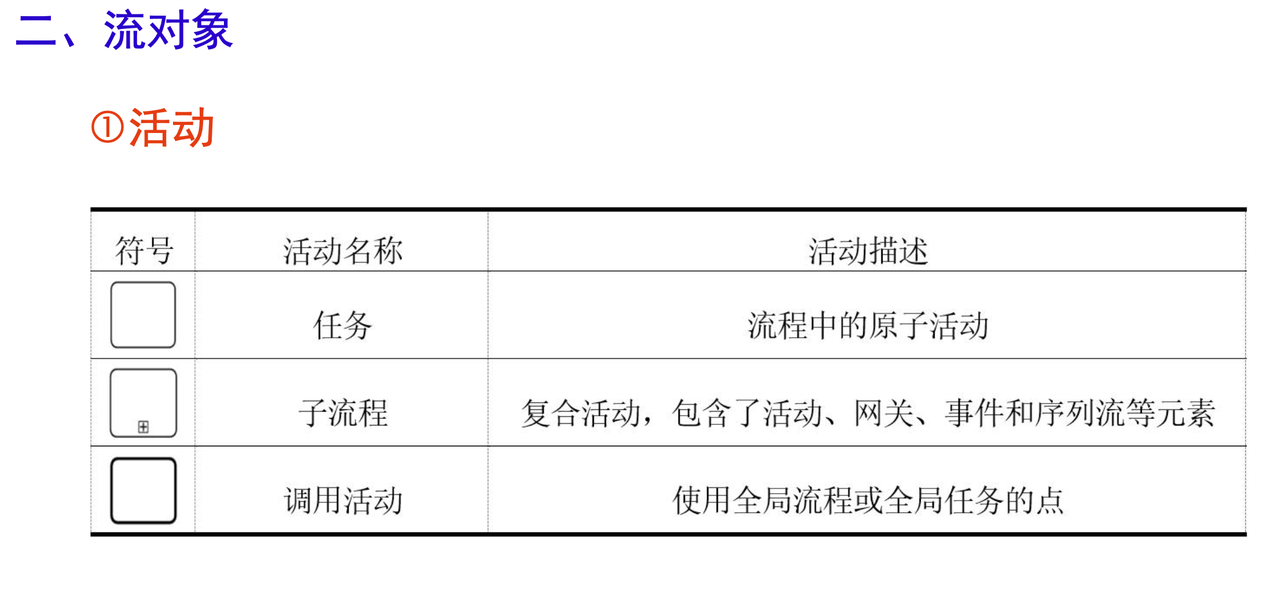 二、流对象
①活动
符号 活动名称 活动描述
任务 流程中的原子活动
子流程 复合活动，包含了活动、网关、事件和序列流等元素
调用活动 使用全局流程或全局任务的点